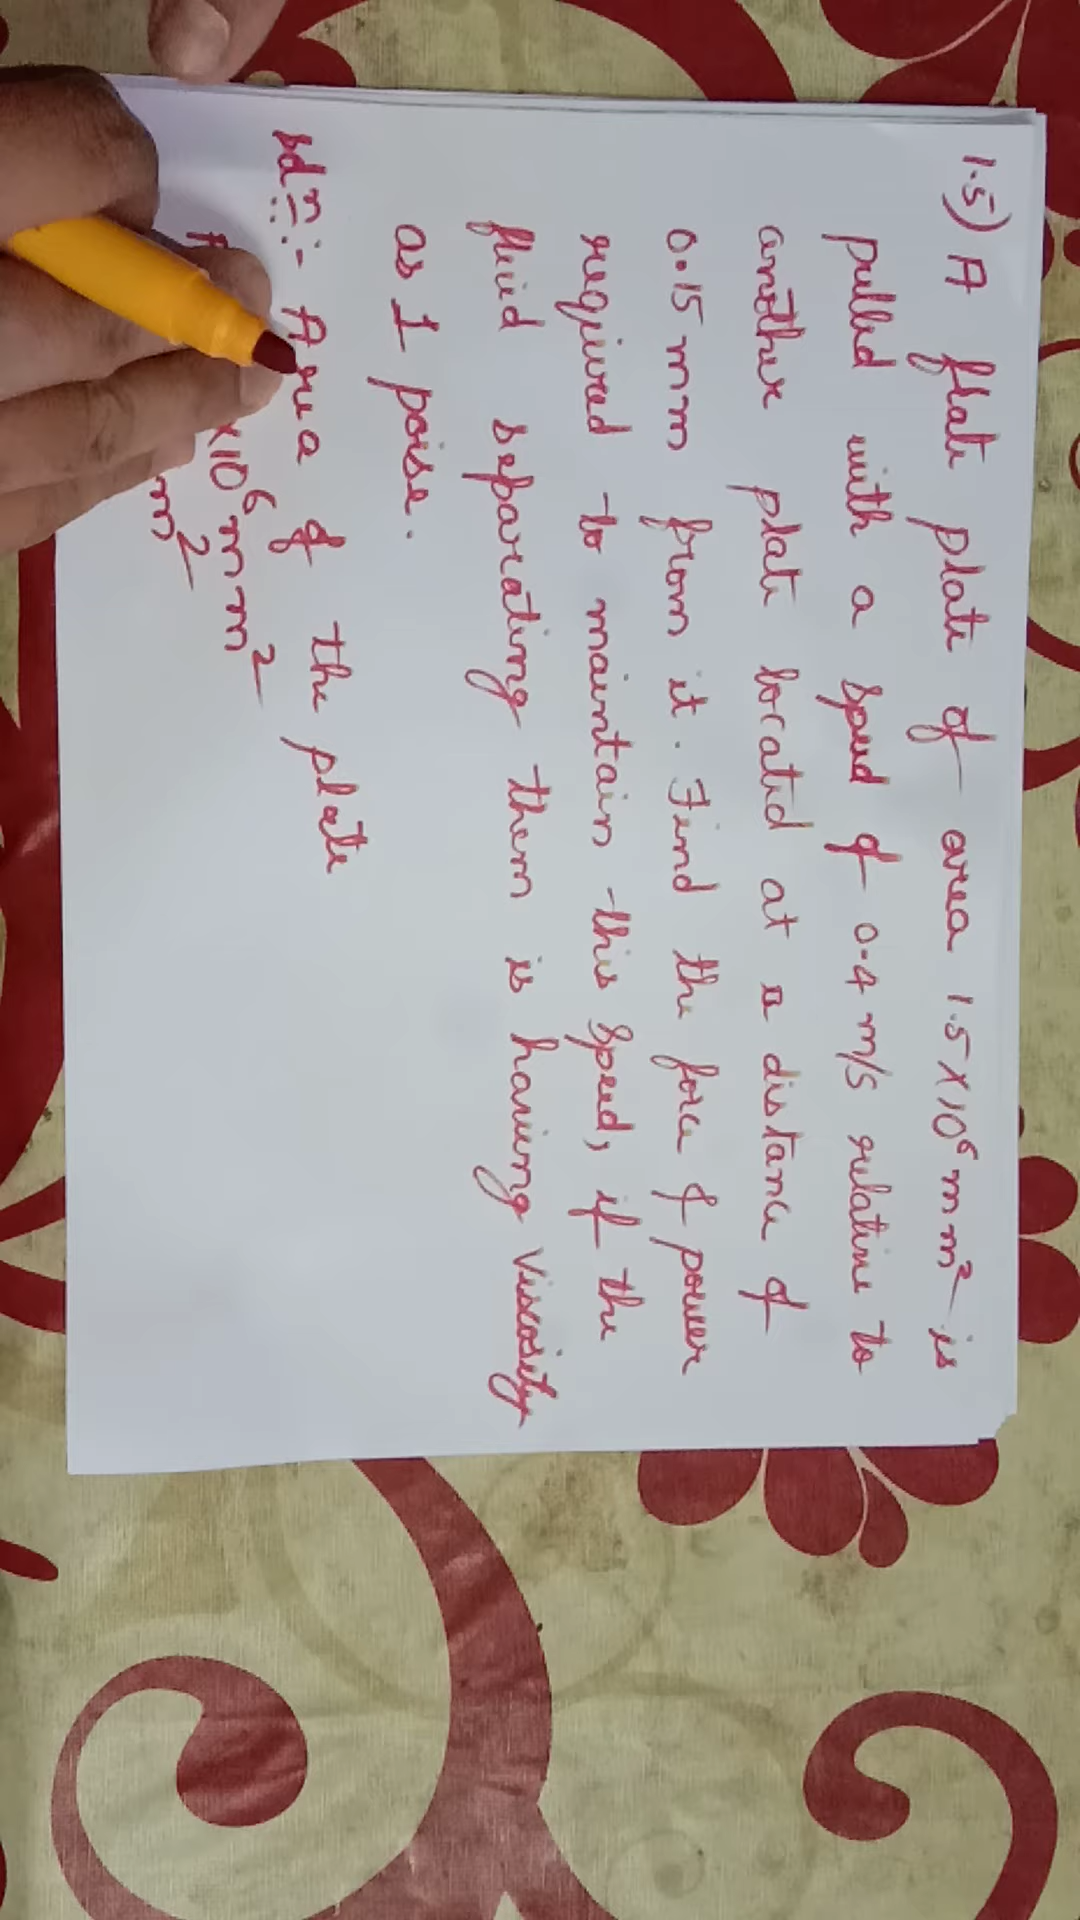 1.5) A flate plate of area 1.5×10⁶ mm² is
pulled with a speed of 0.4 m/s relative to
another plate located at a distance of
0.15 mm from it. Find the force & power
required to maintain this speed, if the
fluid separating them is having viscosity
as 1 poise.
solⁿ:- Area of the plate
×10⁶ mm²
m²